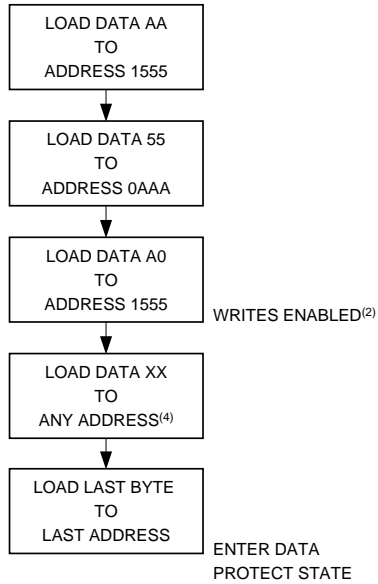 LOAD DATA AA
TO
ADDRESS 1555
LOAD DATA 55
TO
ADDRESS 0AAA
LOAD DATA A0
TO
ADDRESS 1555
WRITES ENABLED(2)
LOAD DATA XX
TO
ANY ADDRESS(4)
LOAD LAST BYTE
TO
LAST ADDRESS
ENTER DATA
PROTECT STATE